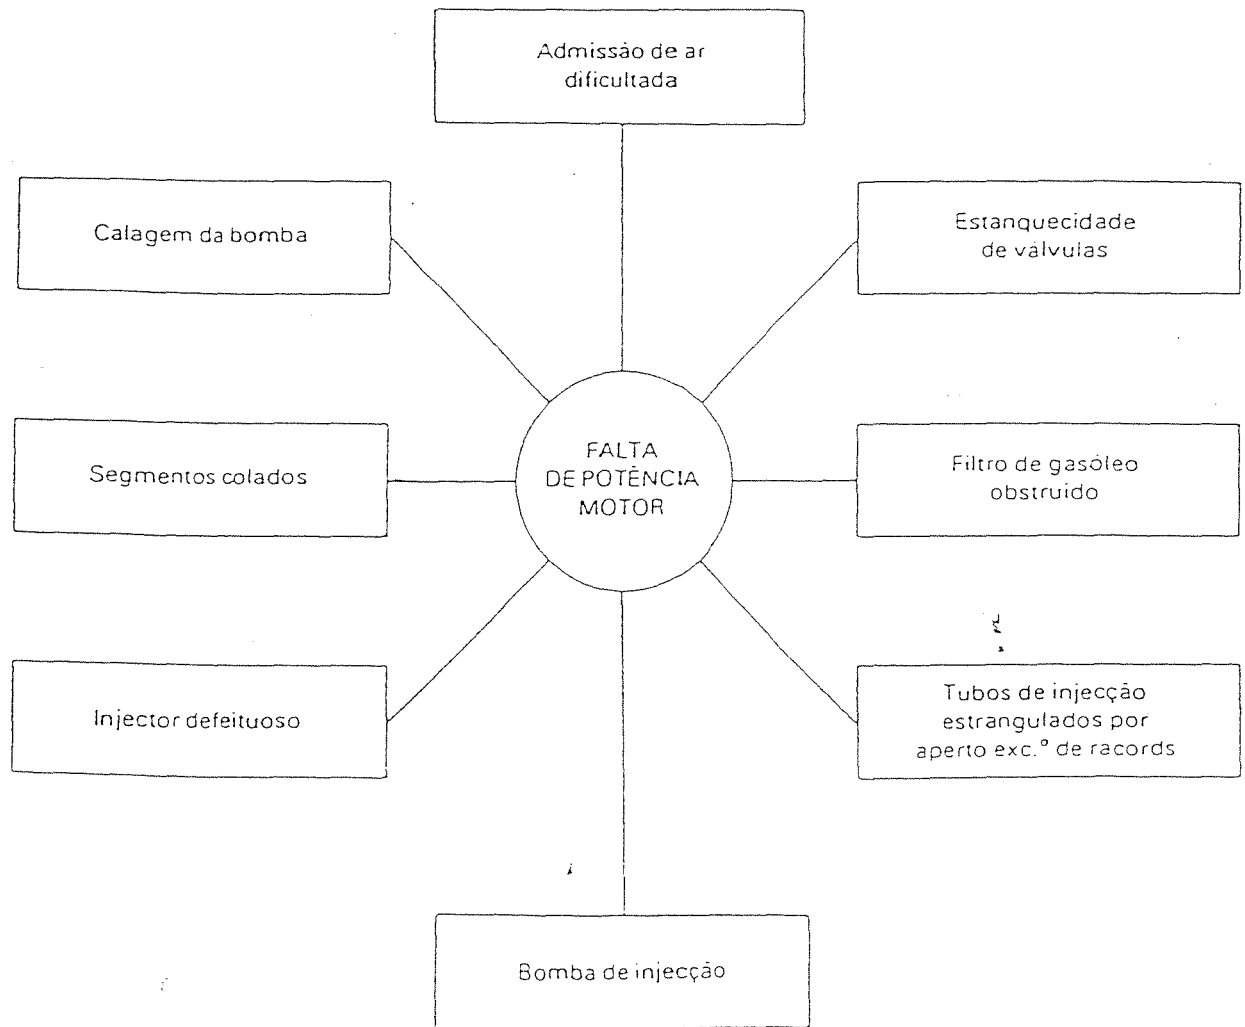 Admissão de ar
dificultada
Calagem da bomba
Estanquecidade
de válvulas
Segmentos colados
FALTA
DE POTÊNCIA
MOTOR
Filtro de gasóleo
obstruído
Injector defeituoso
Tubos de injecção
estrangulados por
aperto exc.º de racords
Bomba de injecção